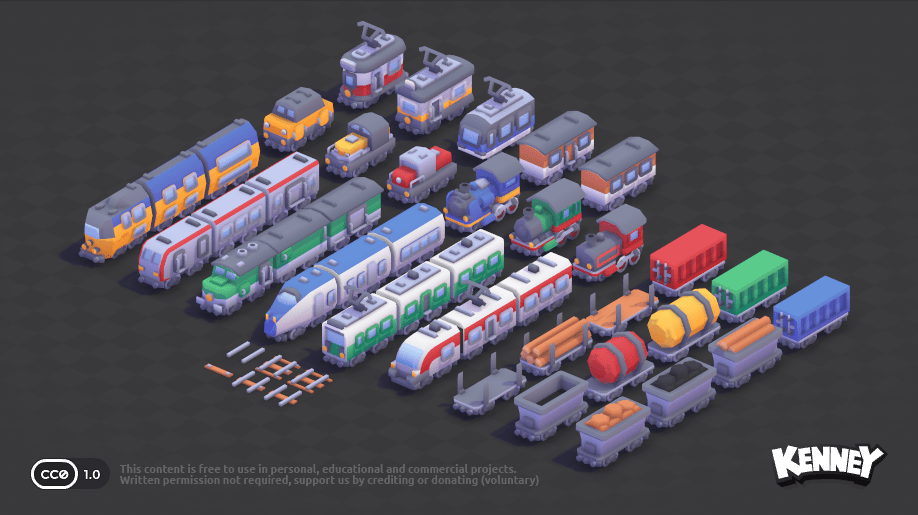 CC0 1.0
This content is free to use in personal, educational and commercial projects.
Written permission not required, support us by crediting or donating (voluntary)
KENNEY